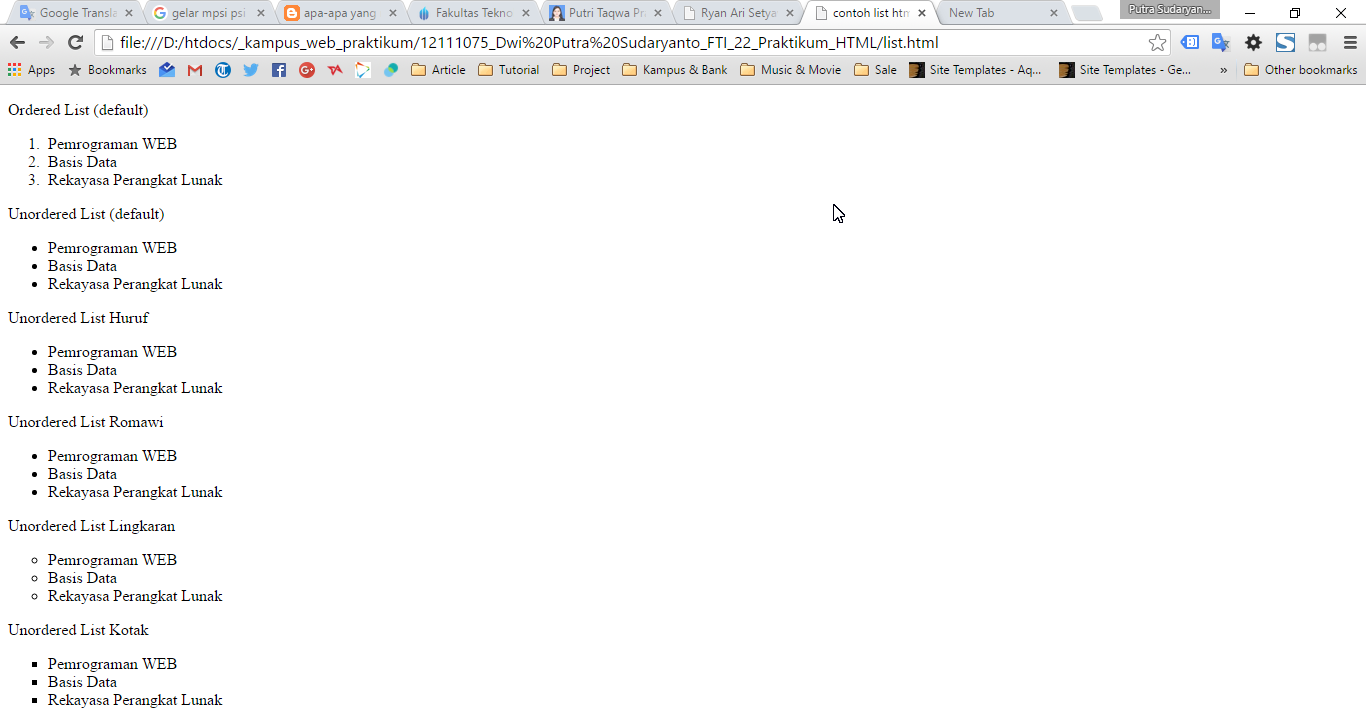 Google Transla
gelar mpsi psi
apa-apa yang
Fakultas Tekno
Putri Taqwa Pra
Ryan Ari Setya
contoh list htm
New Tab
Putra Sudaryan...
file:///D:/htdocs/_kampus_web_praktikum/12111075_Dwi%20Putra%20Sudaryanto_FTI_22_Praktikum_HTML/list.html
Apps Bookmarks Article Tutorial Project Kampus & Bank Music & Movie Sale Site Templates - Aq... Site Templates - Ge... » Other bookmarks
Ordered List (default)
1. Pemrograman WEB
2. Basis Data
3. Rekayasa Perangkat Lunak
Unordered List (default)
• Pemrograman WEB
• Basis Data
• Rekayasa Perangkat Lunak
Unordered List Huruf
• Pemrograman WEB
• Basis Data
• Rekayasa Perangkat Lunak
Unordered List Romawi
• Pemrograman WEB
• Basis Data
• Rekayasa Perangkat Lunak
Unordered List Lingkaran
◦ Pemrograman WEB
◦ Basis Data
◦ Rekayasa Perangkat Lunak
Unordered List Kotak
▪ Pemrograman WEB
▪ Basis Data
▪ Rekayasa Perangkat Lunak